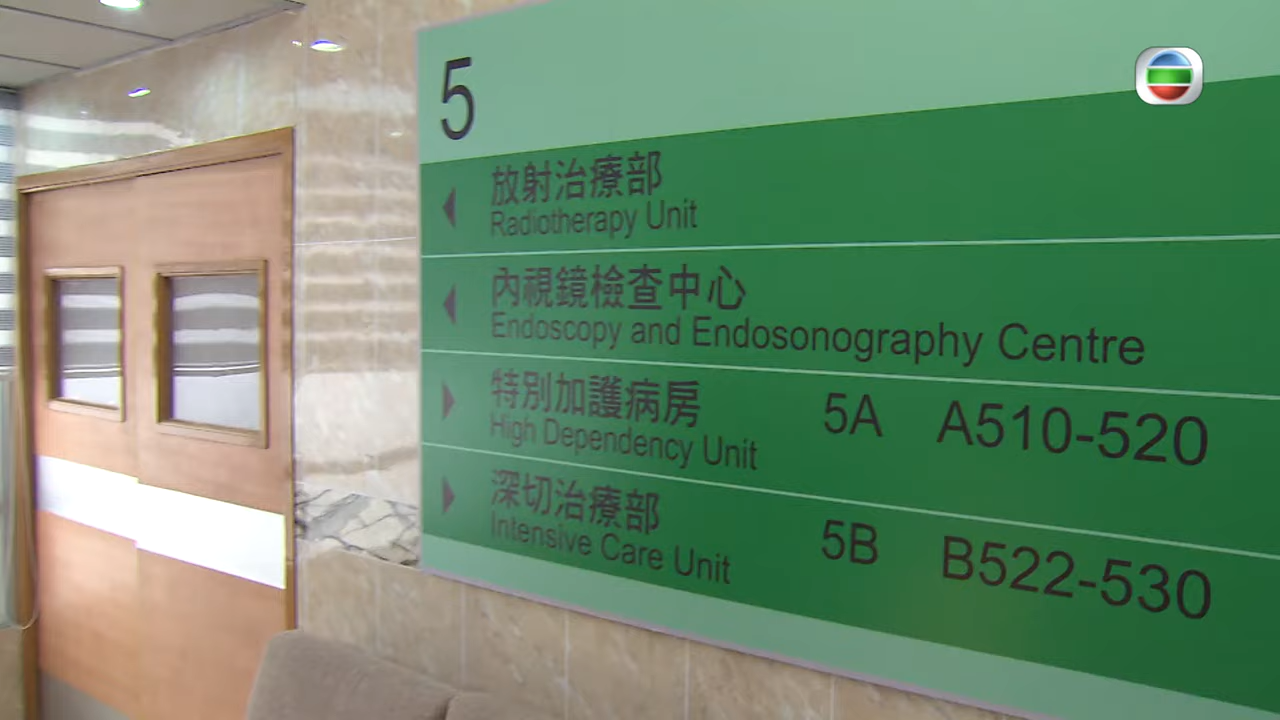 5
放射治療部
Radiotherapy Unit
內視鏡檢查中心
Endoscopy and Endosonography Centre
特別加護病房 5A A510-520
High Dependency Unit
深切治療部 5B B522-530
Intensive Care Unit